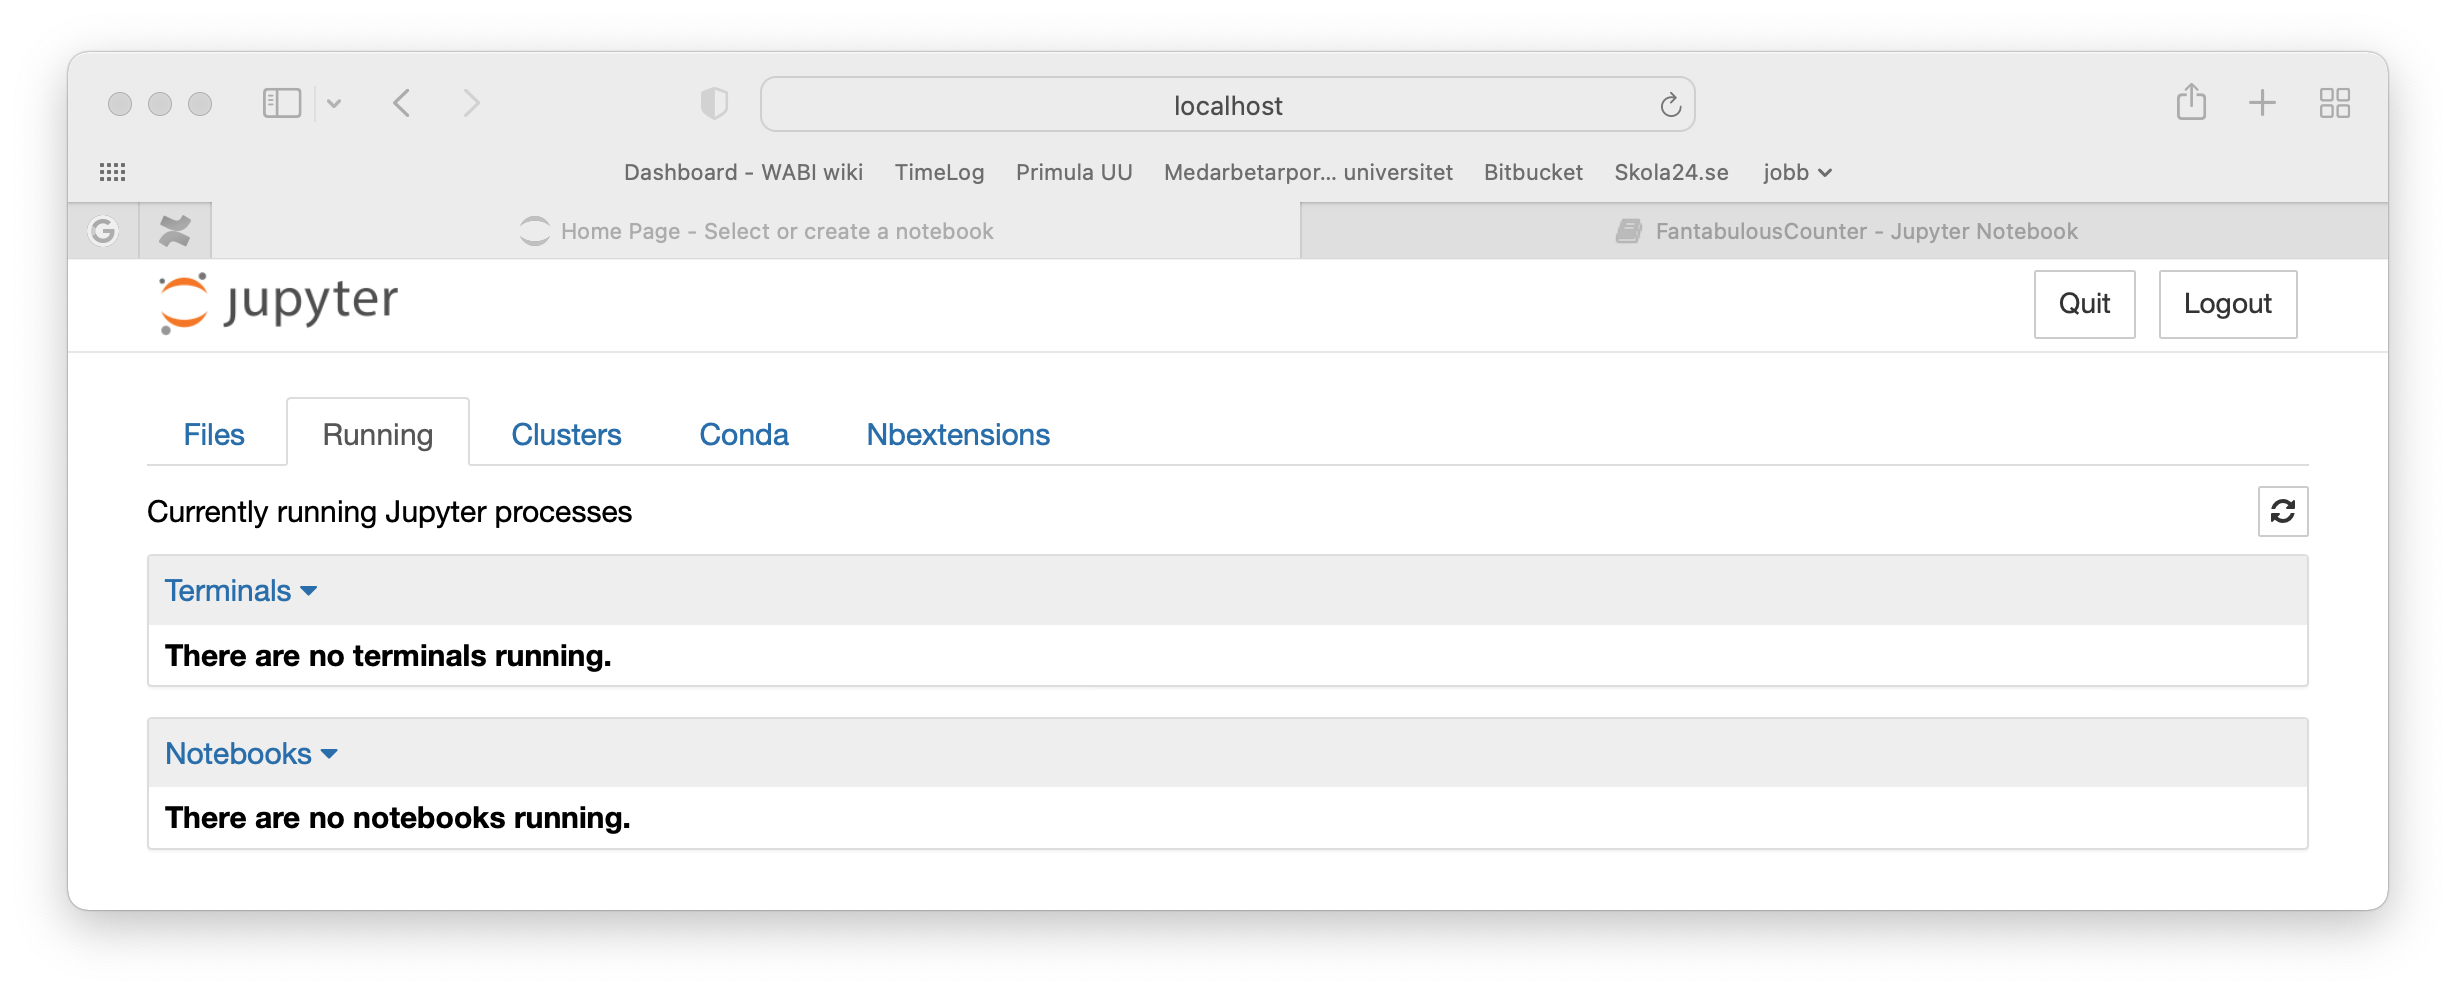 localhost
Dashboard - WABI wiki TimeLog Primula UU Medarbetarpor... universitet Bitbucket Skola24.se jobb
G Home Page - Select or create a notebook FantabulousCounter - Jupyter Notebook
jupyter Quit Logout
Files Running Clusters Conda Nbextensions
Currently running Jupyter processes
Terminals
There are no terminals running.
Notebooks
There are no notebooks running.